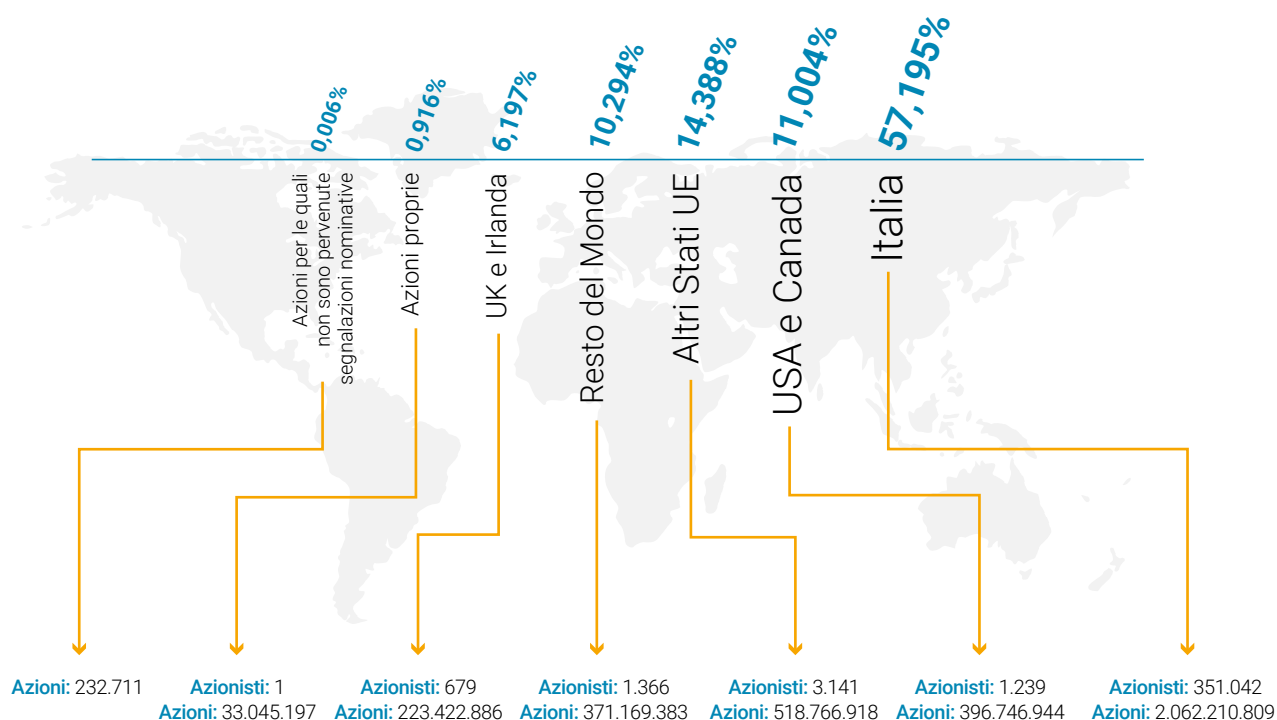 0,006%
0,916%
6,197%
10,294%
14,388%
11,004%
57,195%
Azioni per le quali
non sono pervenute
segnalazioni nominative
Azioni proprie
UK e Irlanda
Resto del Mondo
Altri Stati UE
USA e Canada
Italia
Azioni: 232.711
Azionisti: 1
Azioni: 33.045.197
Azionisti: 679
Azioni: 223.422.886
Azionisti: 1.366
Azioni: 371.169.383
Azionisti: 3.141
Azioni: 518.766.918
Azionisti: 1.239
Azioni: 396.746.944
Azionisti: 351.042
Azioni: 2.062.210.809